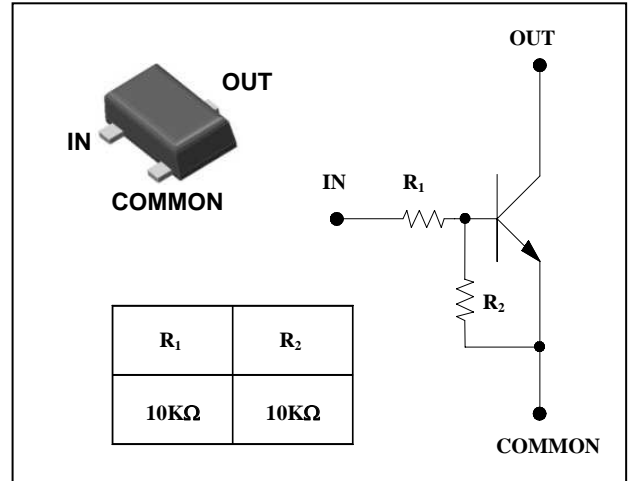 OUT
IN
COMMON
OUT
IN
R₁
R₂
COMMON
R₁ R₂
10KΩ 10KΩ